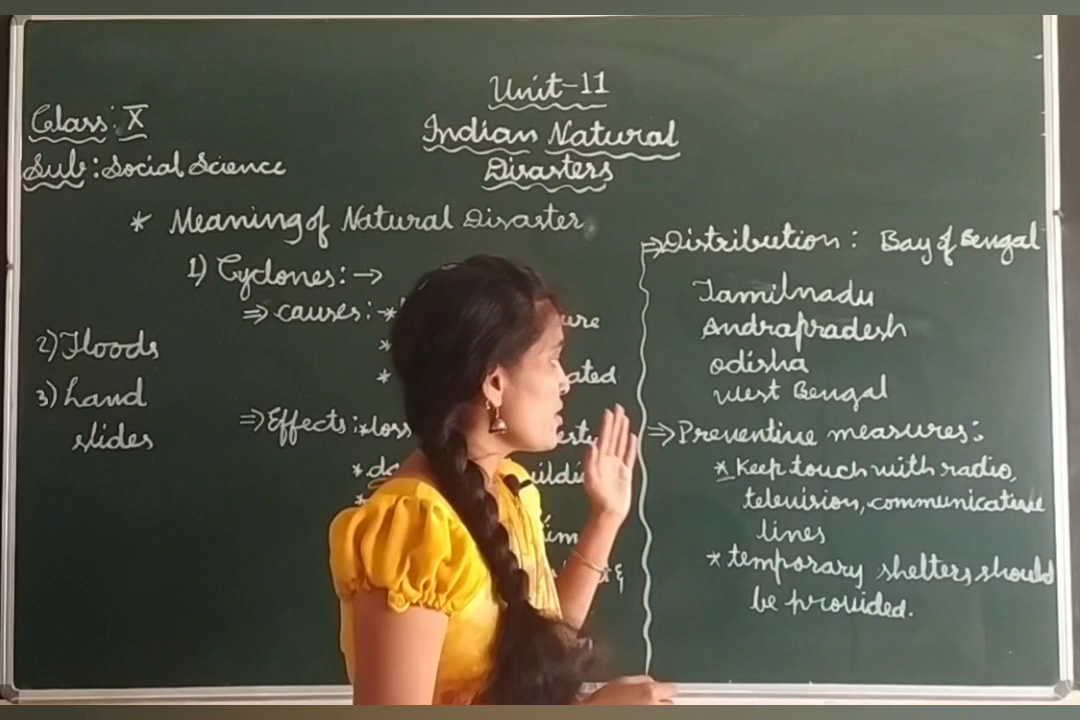 Unit-11
Class: X
Indian Natural
Sub: Social Science
Disasters
* Meaning of Natural Disaster
1) Cyclones: →
⇒ causes: - *
*
*
2) Floods
3) Land
slides
⇒ Effects: * loss
*
*
⇒ Distribution: Bay of Bengal
Tamilnadu
Andrapradesh
odisha
West Bengal
⇒ Preventive measures:
* Keep touch with radio,
television, communicative
lines
* temporary shelters should
be provided.